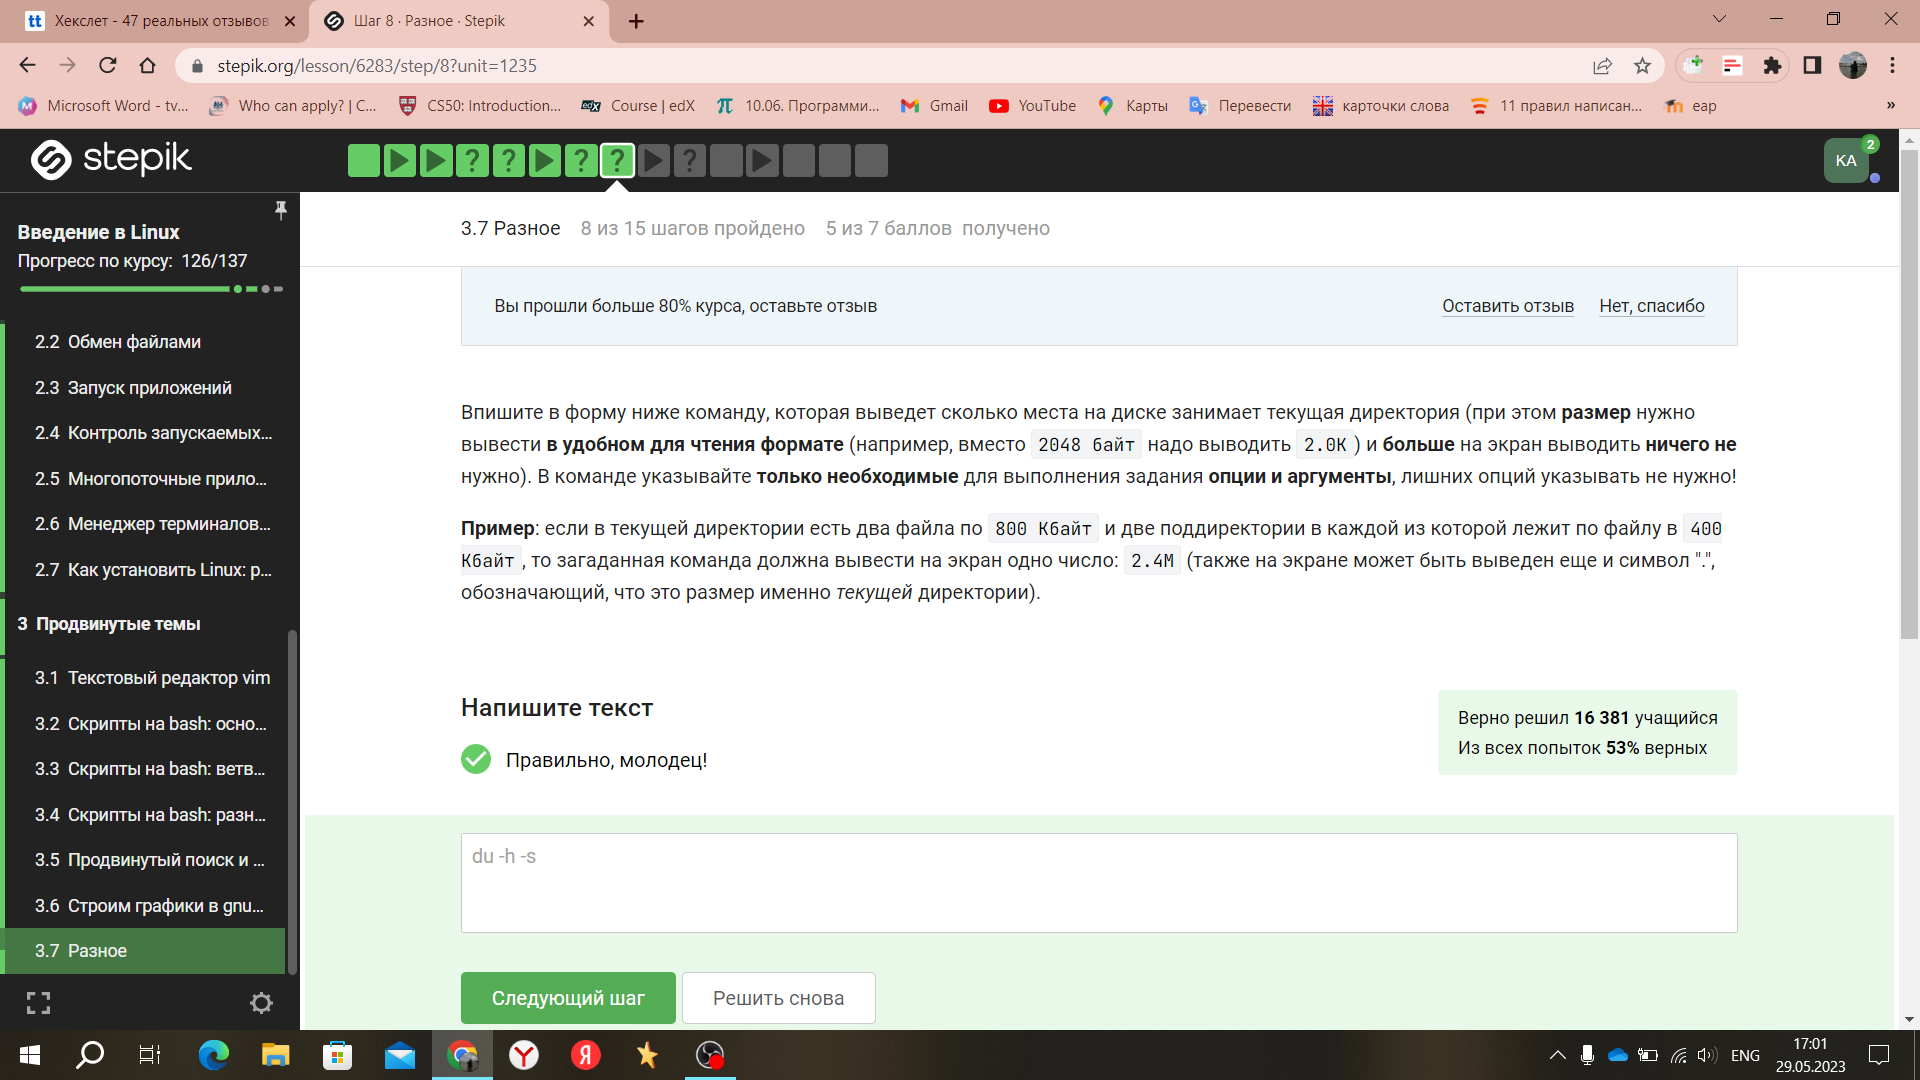 Хекслет - 47 реальных отзывов
Шаг 8 · Разное · Stepik
stepik.org/lesson/6283/step/8?unit=1235
Microsoft Word - tv...
Who can apply? | C...
CS50: Introduction...
edX
Course | edX
10.06. Программи...
Gmail
YouTube
Карты
Перевести
карточки слова
11 правил написан...
eap
»
stepik
KA
2
Введение в Linux
Прогресс по курсу: 126/137
2.2 Обмен файлами
2.3 Запуск приложений
2.4 Контроль запускаемых...
2.5 Многопоточные прило...
2.6 Менеджер терминалов...
2.7 Как установить Linux: р...
3 Продвинутые темы
3.1 Текстовый редактор vim
3.2 Скрипты на bash: осно...
3.3 Скрипты на bash: ветв...
3.4 Скрипты на bash: разн...
3.5 Продвинутый поиск и ...
3.6 Строим графики в gnu...
3.7 Разное
3.7 Разное 8 из 15 шагов пройдено 5 из 7 баллов получено
Вы прошли больше 80% курса, оставьте отзыв
Оставить отзыв Нет, спасибо
Впишите в форму ниже команду, которая выведет сколько места на диске занимает текущая директория (при этом размер нужно
вывести в удобном для чтения формате (например, вместо 2048 байт надо выводить 2.0K ) и больше на экран выводить ничего не
нужно). В команде указывайте только необходимые для выполнения задания опции и аргументы, лишних опций указывать не нужно!
Пример: если в текущей директории есть два файла по 800 Кбайт и две поддиректории в каждой из которой лежит по файлу в 400
Кбайт , то загаданная команда должна вывести на экран одно число: 2.4M (также на экране может быть выведен еще и символ ".",
обозначающий, что это размер именно текущей директории).
Напишите текст
Правильно, молодец!
Верно решил 16 381 учащийся
Из всех попыток 53% верных
du -h -s
Следующий шаг
Решить снова
ENG
17:01
29.05.2023